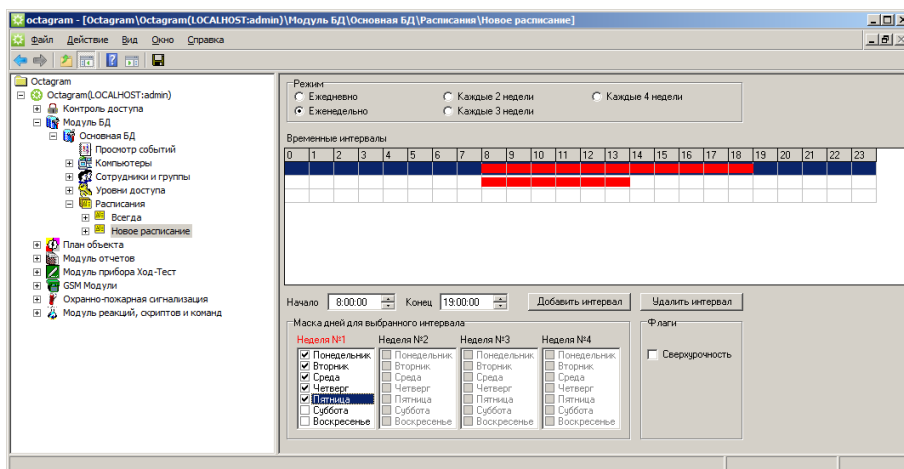 octagram - [Octagram\Octagram(LOCALHOST:admin)\Модуль БД\Основная БД\Расписания\Новое расписание]
Файл Действие Вид Окно Справка
Octagram
Octagram(LOCALHOST:admin)
Контроль доступа
Модуль БД
Основная БД
Просмотр событий
Компьютеры
Сотрудники и группы
Уровни доступа
Расписания
Всегда
Новое расписание
План объекта
Модуль отчетов
Модуль прибора Ход-Тест
GSM Модули
Охранно-пожарная сигнализация
Модуль реакций, скриптов и команд
Режим
Ежедневно Каждые 2 недели Каждые 4 недели
Еженедельно Каждые 3 недели
Временные интервалы
0 1 2 3 4 5 6 7 8 9 10 11 12 13 14 15 16 17 18 19 20 21 22 23
Начало 8:00:00 Конец 19:00:00 Добавить интервал Удалить интервал
Маска дней для выбранного интервала
Неделя №1 Неделя №2 Неделя №3 Неделя №4
Понедельник Понедельник Понедельник Понедельник
Вторник Вторник Вторник Вторник
Среда Среда Среда Среда
Четверг Четверг Четверг Четверг
Пятница Пятница Пятница Пятница
Суббота Суббота Суббота Суббота
Воскресенье Воскресенье Воскресенье Воскресенье
Флаги
Сверхурочность